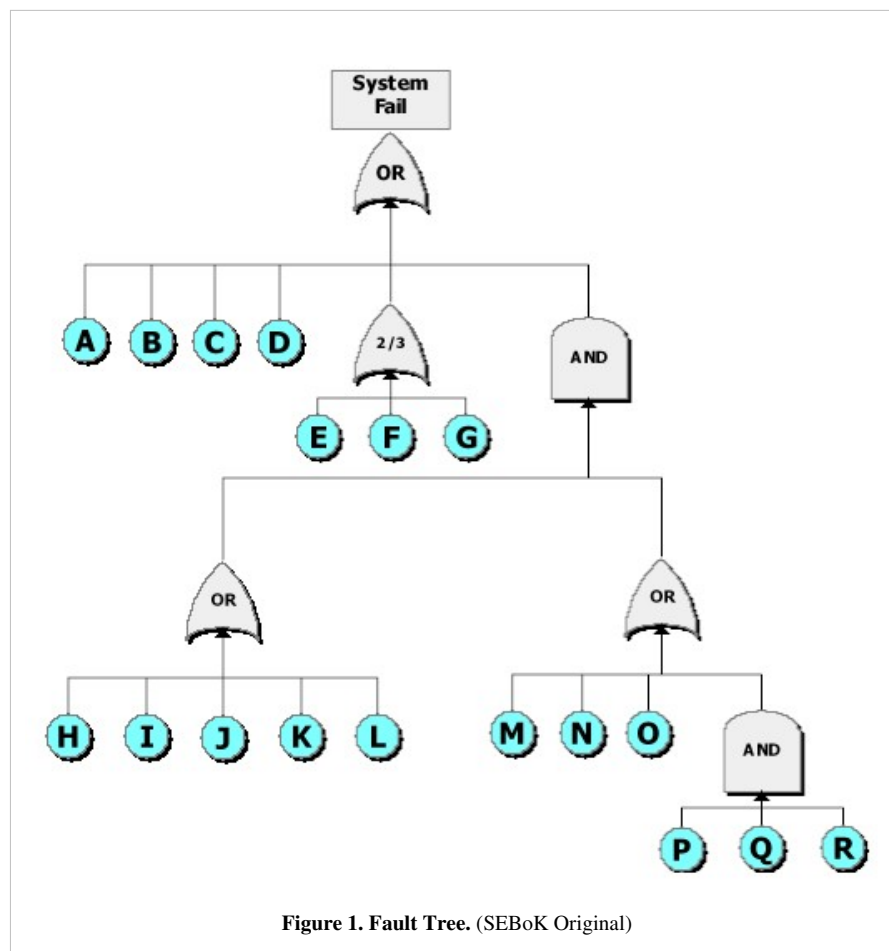 System
Fail
OR
A B C D
2/3
AND
E F G
OR
OR
H I J K L
M N O
AND
P Q R
Figure 1. Fault Tree. (SEBoK Original)